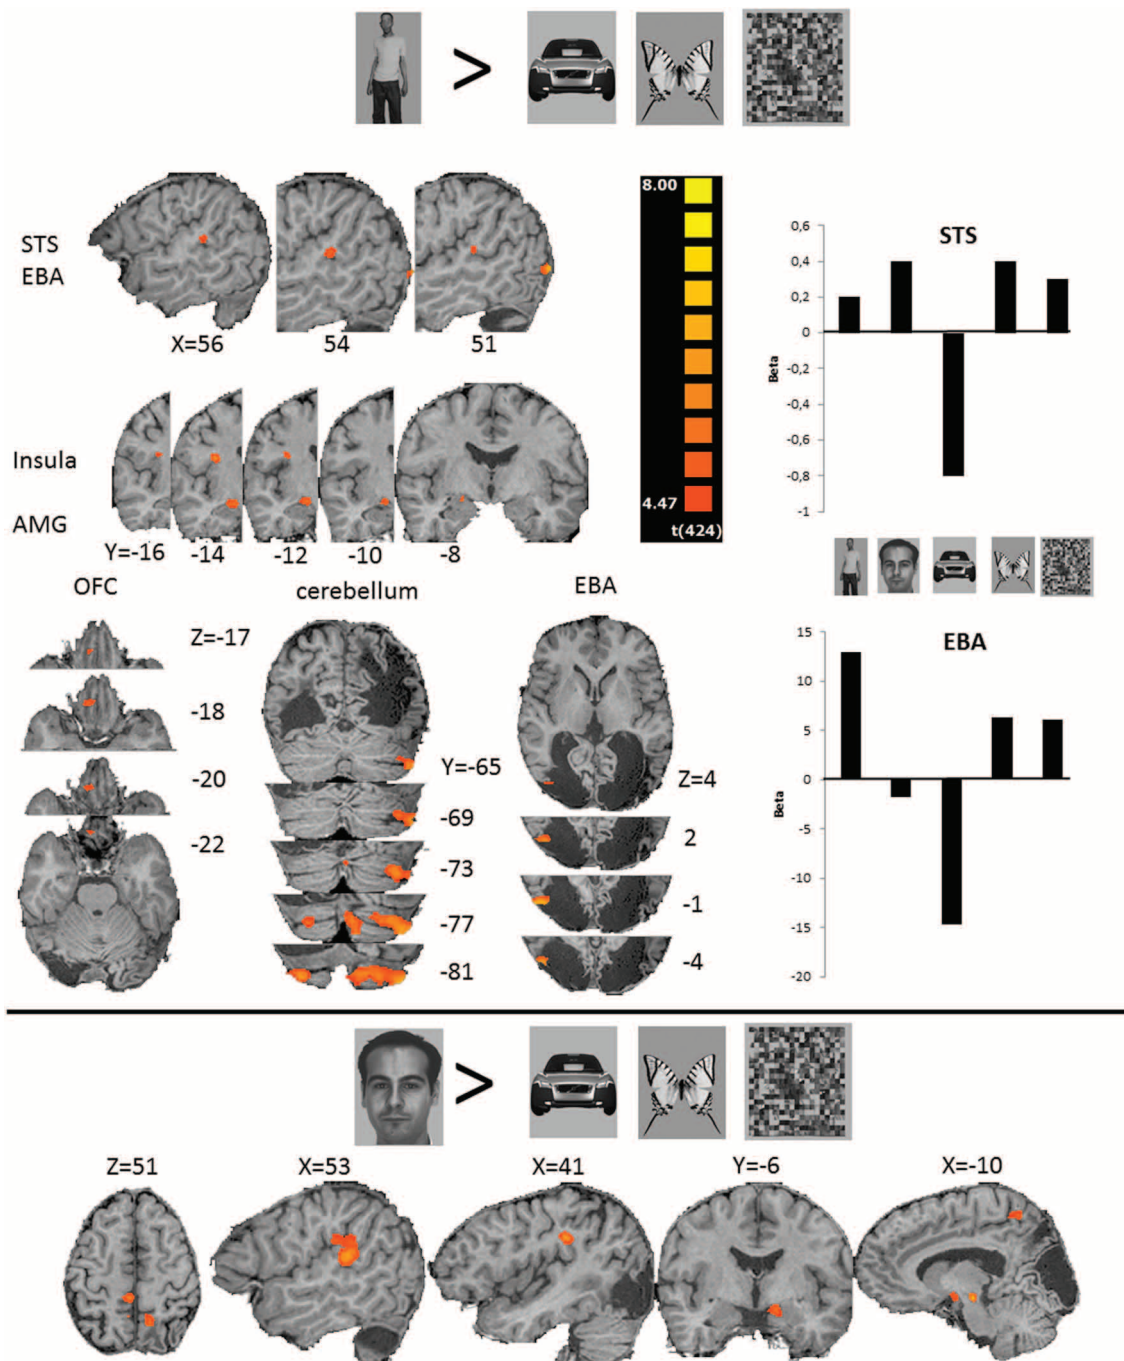 >
STS
EBA
X=56
54
51
8.00
4.47
t(424)
STS
0,6
0,4
0,2
0
-0,2
-0,4
-0,6
-0,8
-1
Beta
Insula
AMG
Y=-16
-14
-12
-10
-8
OFC
Z=-17
-18
-20
-22
cerebellum
Y=-65
-69
-73
-77
-81
EBA
Z=4
2
-1
-4
EBA
15
10
5
0
-5
-10
-15
-20
Beta
>
Z=51
X=53
X=41
Y=-6
X=-10